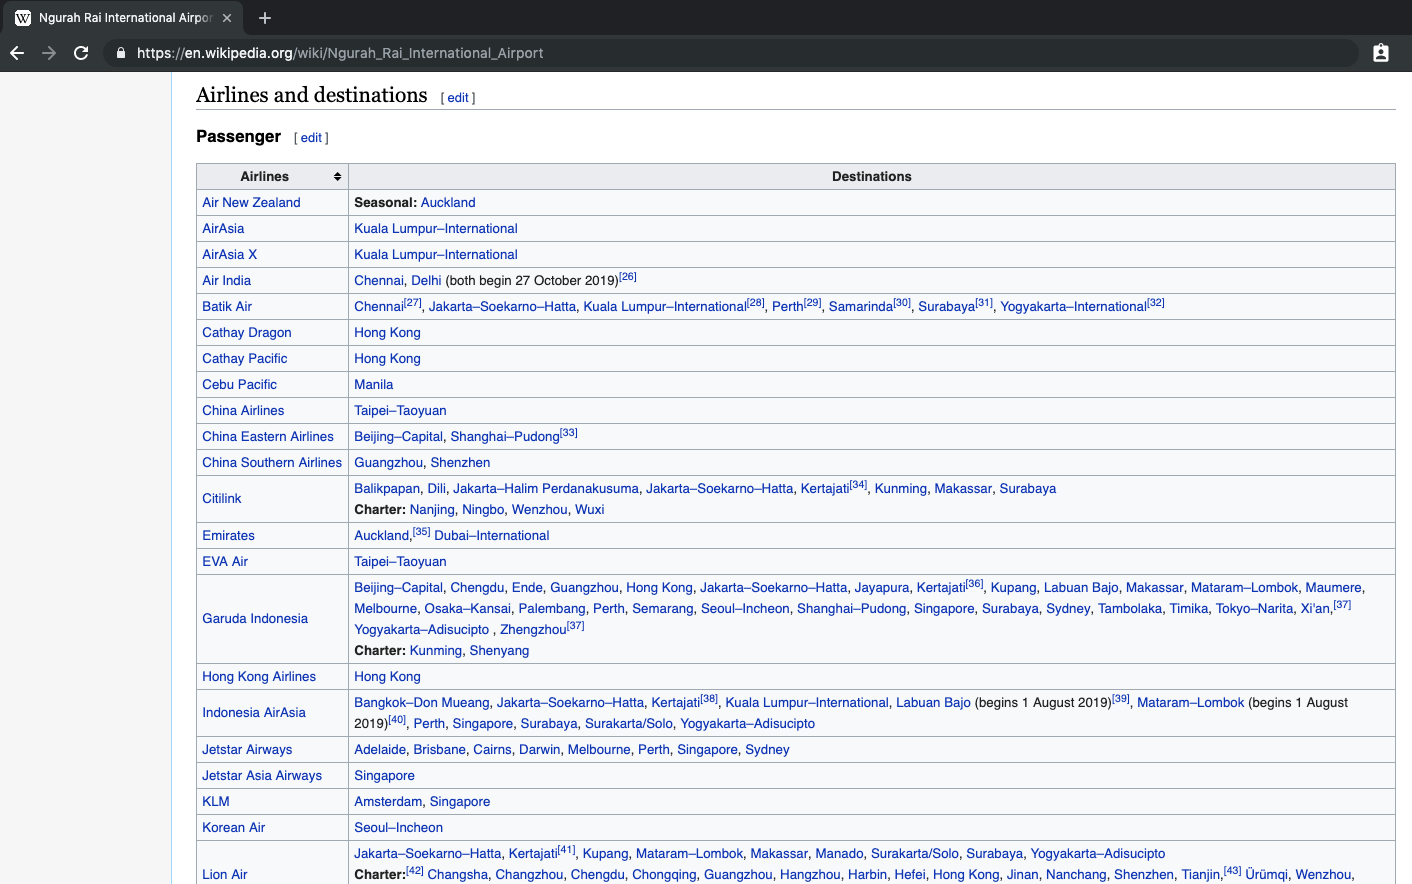 Ngurah Rai International Airpor
https://en.wikipedia.org/wiki/Ngurah_Rai_International_Airport
Airlines and destinations [ edit ]
Passenger [ edit ]
Airlines Destinations
Air New Zealand Seasonal: Auckland
AirAsia Kuala Lumpur–International
AirAsia X Kuala Lumpur–International
Air India Chennai, Delhi (both begin 27 October 2019)[26]
Batik Air Chennai[27], Jakarta–Soekarno–Hatta, Kuala Lumpur–International[28], Perth[29], Samarinda[30], Surabaya[31], Yogyakarta–International[32]
Cathay Dragon Hong Kong
Cathay Pacific Hong Kong
Cebu Pacific Manila
China Airlines Taipei–Taoyuan
China Eastern Airlines Beijing–Capital, Shanghai–Pudong[33]
China Southern Airlines Guangzhou, Shenzhen
Citilink Balikpapan, Dili, Jakarta–Halim Perdanakusuma, Jakarta–Soekarno–Hatta, Kertajati[34], Kunming, Makassar, Surabaya
Charter: Nanjing, Ningbo, Wenzhou, Wuxi
Emirates Auckland,[35] Dubai–International
EVA Air Taipei–Taoyuan
Garuda Indonesia Beijing–Capital, Chengdu, Ende, Guangzhou, Hong Kong, Jakarta–Soekarno–Hatta, Jayapura, Kertajati[36], Kupang, Labuan Bajo, Makassar, Mataram–Lombok, Maumere,
Melbourne, Osaka–Kansai, Palembang, Perth, Semarang, Seoul–Incheon, Shanghai–Pudong, Singapore, Surabaya, Sydney, Tambolaka, Timika, Tokyo–Narita, Xi'an,[37]
Yogyakarta–Adisucipto , Zhengzhou[37]
Charter: Kunming, Shenyang
Hong Kong Airlines Hong Kong
Indonesia AirAsia Bangkok–Don Mueang, Jakarta–Soekarno–Hatta, Kertajati[38], Kuala Lumpur–International, Labuan Bajo (begins 1 August 2019)[39], Mataram–Lombok (begins 1 August
2019)[40], Perth, Singapore, Surabaya, Surakarta/Solo, Yogyakarta–Adisucipto
Jetstar Airways Adelaide, Brisbane, Cairns, Darwin, Melbourne, Perth, Singapore, Sydney
Jetstar Asia Airways Singapore
KLM Amsterdam, Singapore
Korean Air Seoul–Incheon
Lion Air Jakarta–Soekarno–Hatta, Kertajati[41], Kupang, Mataram–Lombok, Makassar, Manado, Surakarta/Solo, Surabaya, Yogyakarta–Adisucipto
Charter:[42] Changsha, Changzhou, Chengdu, Chongqing, Guangzhou, Hangzhou, Harbin, Hefei, Hong Kong, Jinan, Nanchang, Shenzhen, Tianjin,[43] Ürümqi, Wenzhou,